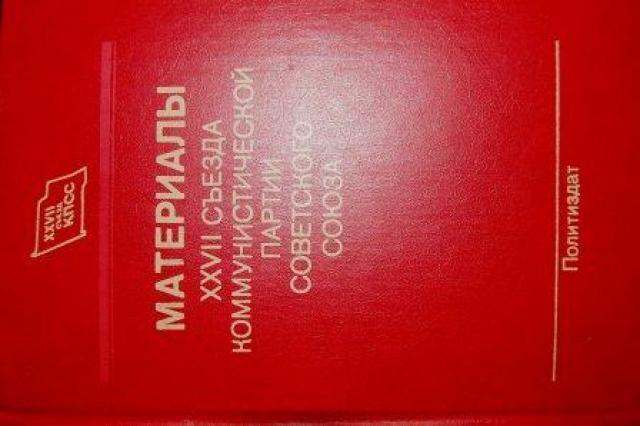 XXVII
СЪЕЗД
КПСС
МАТЕРИАЛЫ
XXVII СЪЕЗДА
КОММУНИСТИЧЕСКОЙ
ПАРТИИ
СОВЕТСКОГО
СОЮЗА
Политиздат